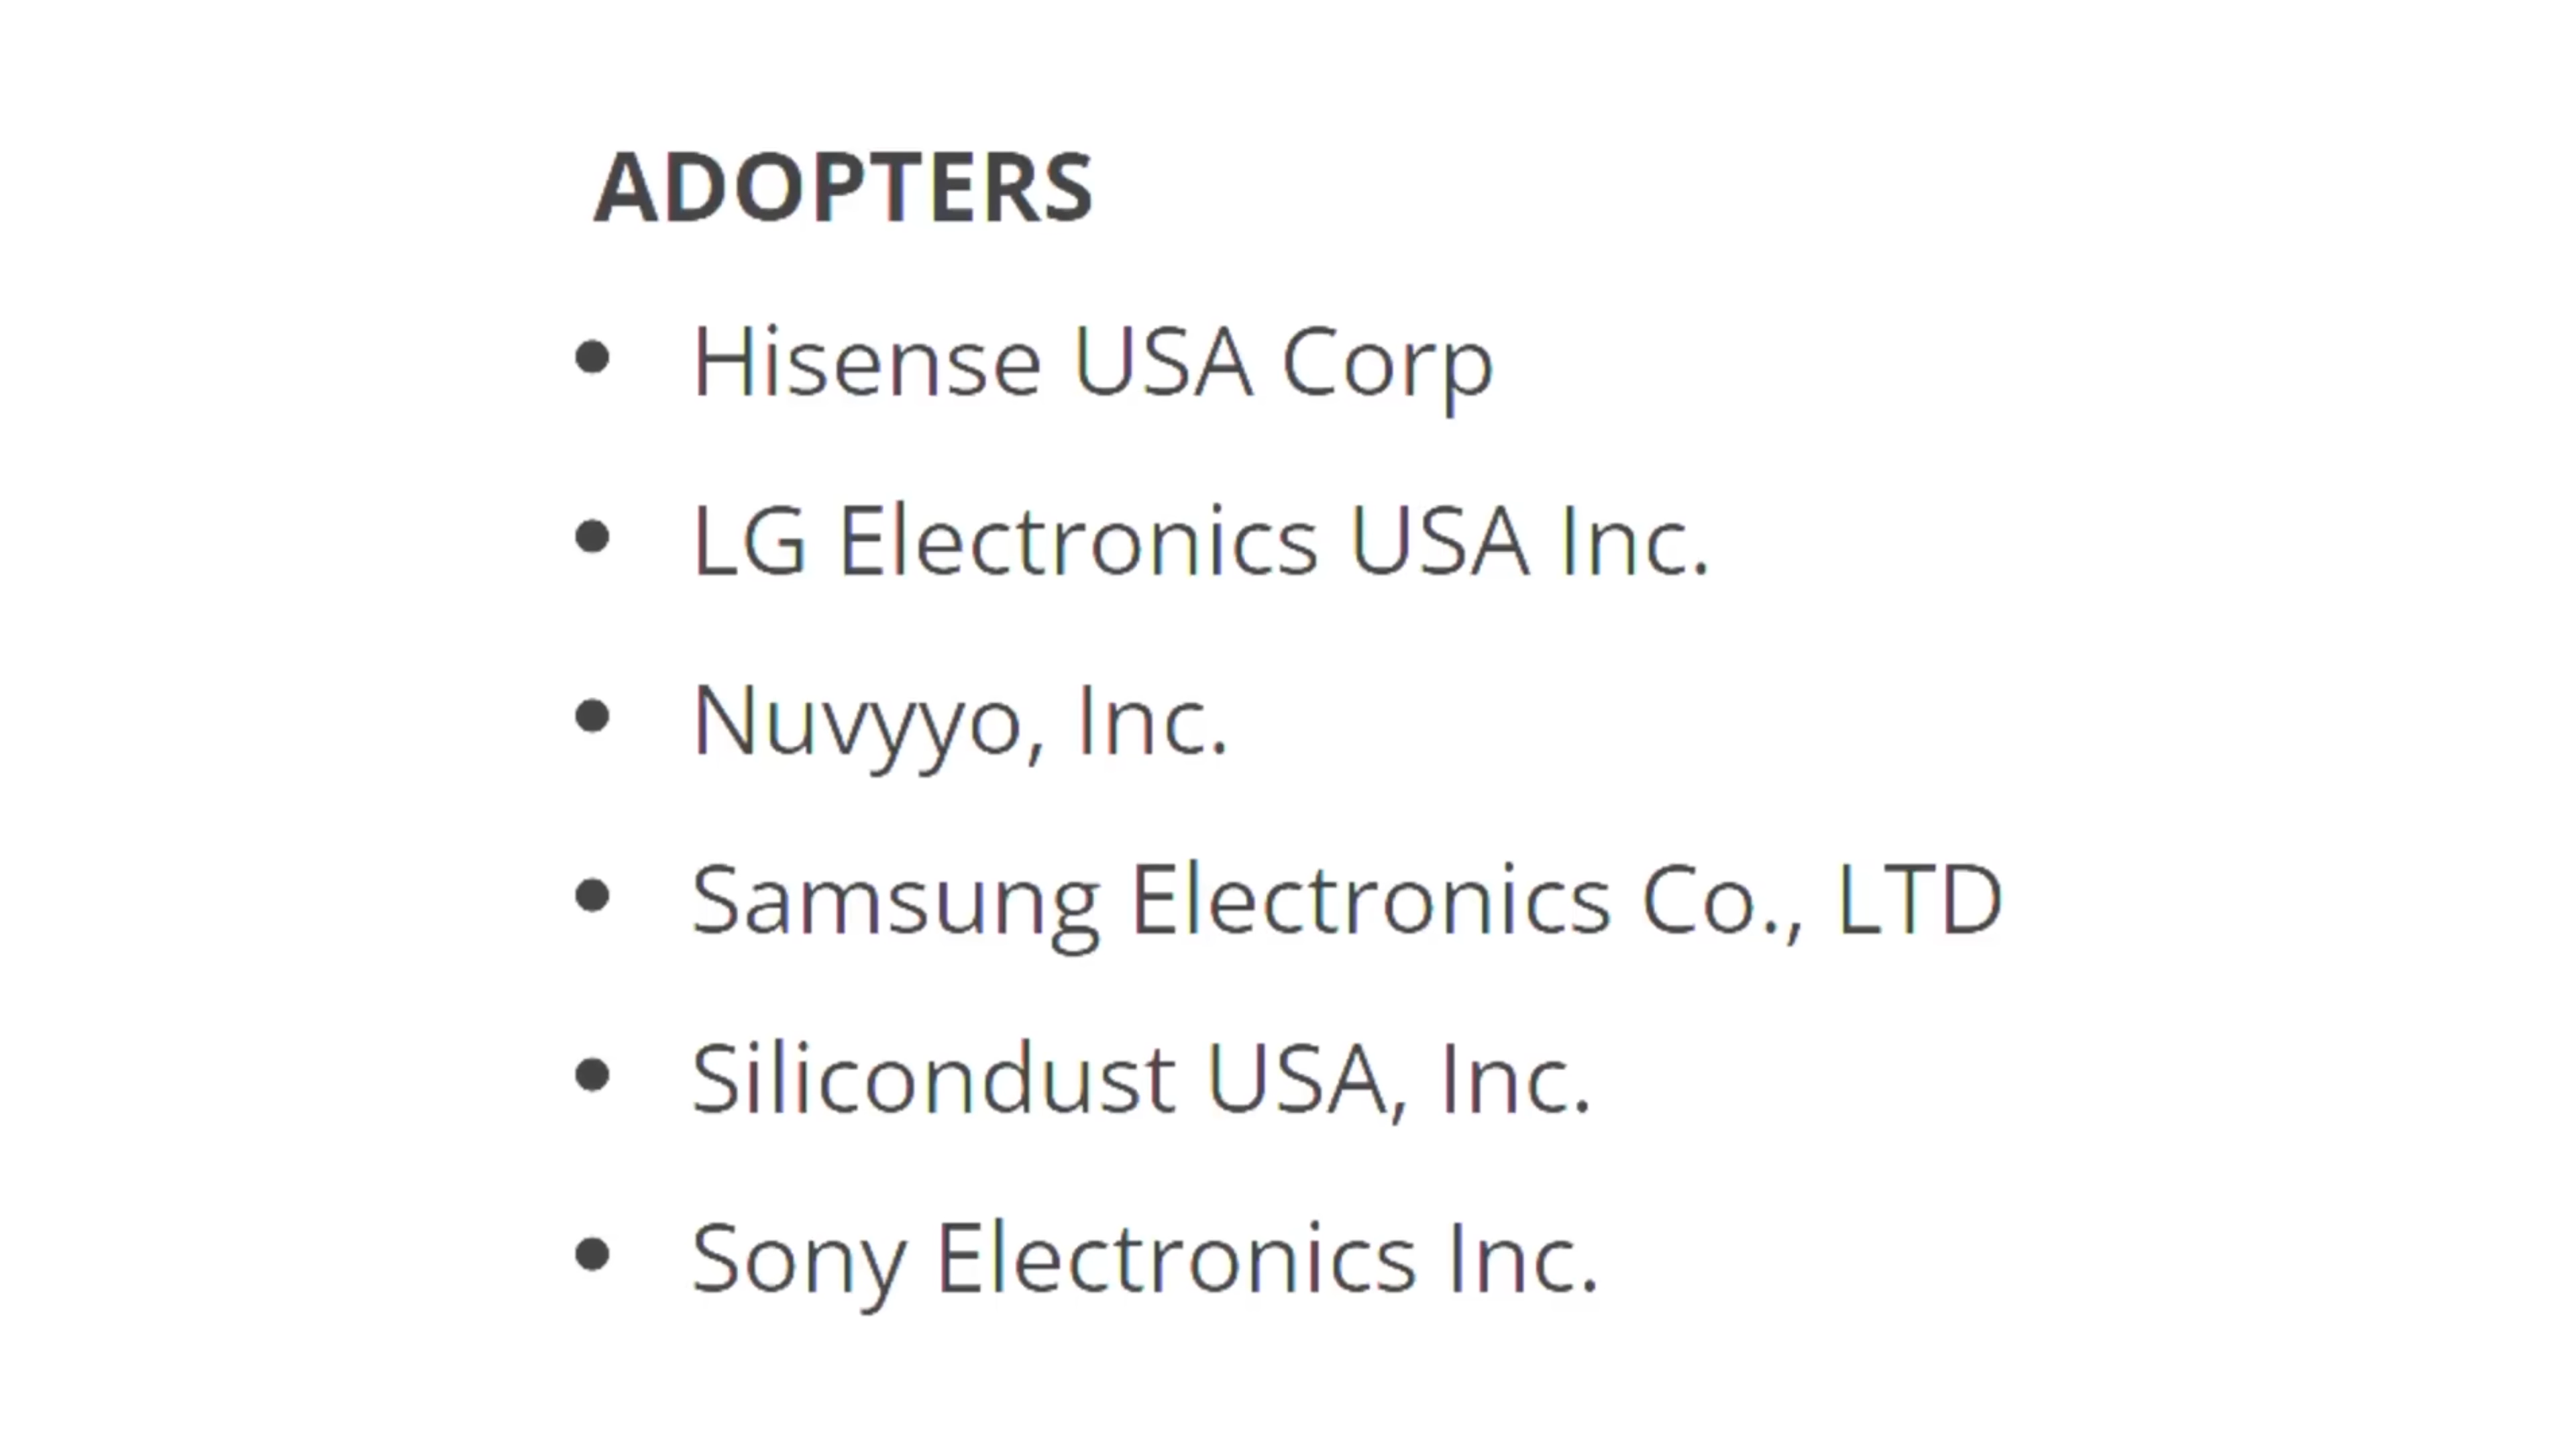 ADOPTERS
• Hisense USA Corp
• LG Electronics USA Inc.
• Nuvyyo, Inc.
• Samsung Electronics Co., LTD
• Silicondust USA, Inc.
• Sony Electronics Inc.